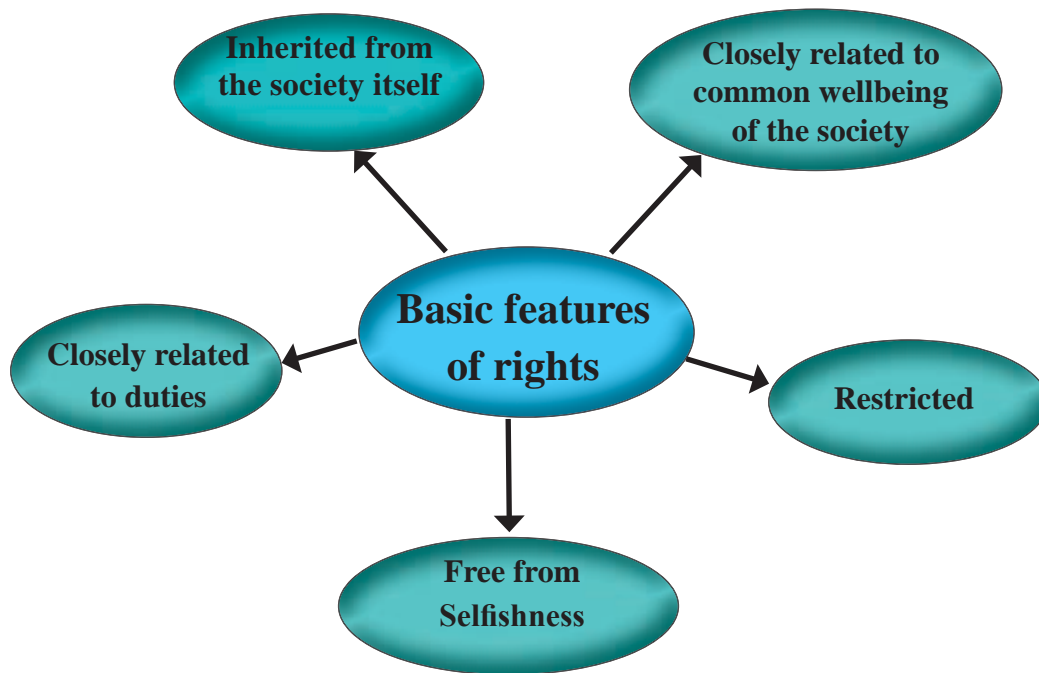 Inherited from
the society itself
Closely related to
common wellbeing
of the society
Basic features
of rights
Closely related
to duties
Restricted
Free from
Selfishness